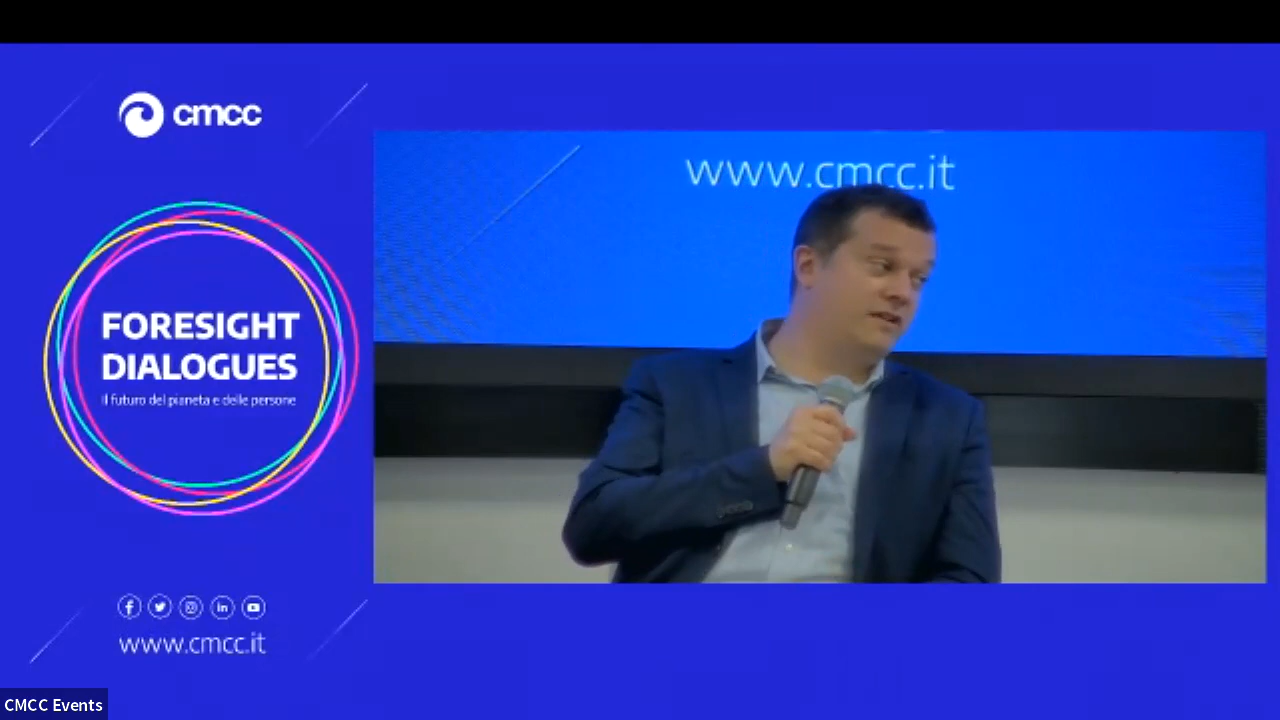 cmcc
FORESIGHT
DIALOGUES
Il futuro del pianeta e delle persone
www.cmcc.it
www.cmcc.it
CMCC Events